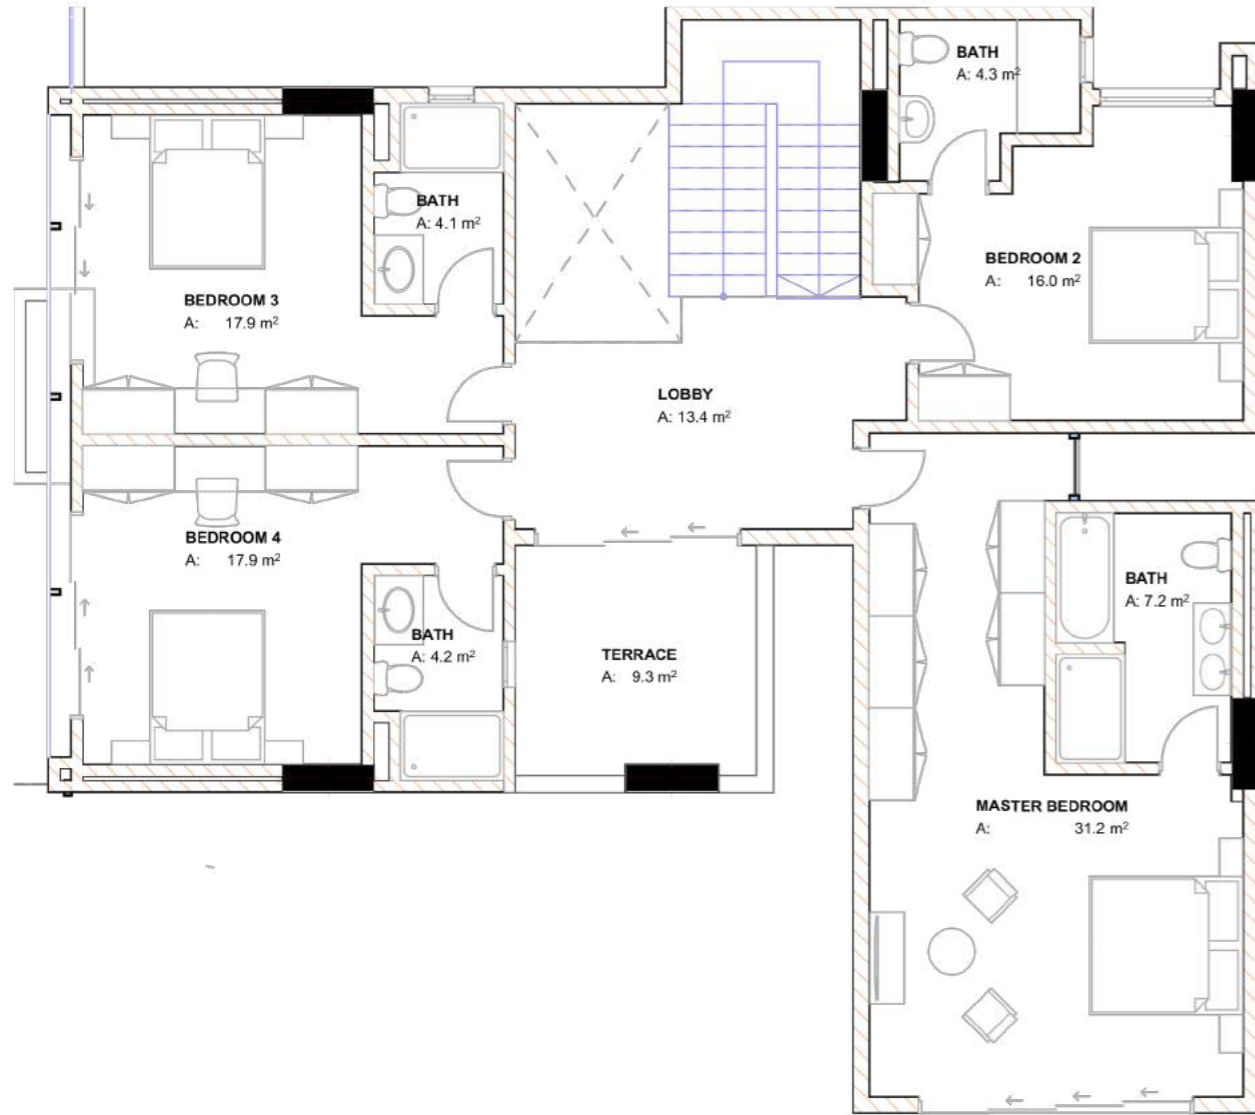 BATH
A: 4.3 m²
BATH
A: 4.1 m²
BEDROOM 2
A: 16.0 m²
BEDROOM 3
A: 17.9 m²
LOBBY
A: 13.4 m²
BEDROOM 4
A: 17.9 m²
BATH
A: 7.2 m²
BATH
A: 4.2 m²
TERRACE
A: 9.3 m²
MASTER BEDROOM
A: 31.2 m²